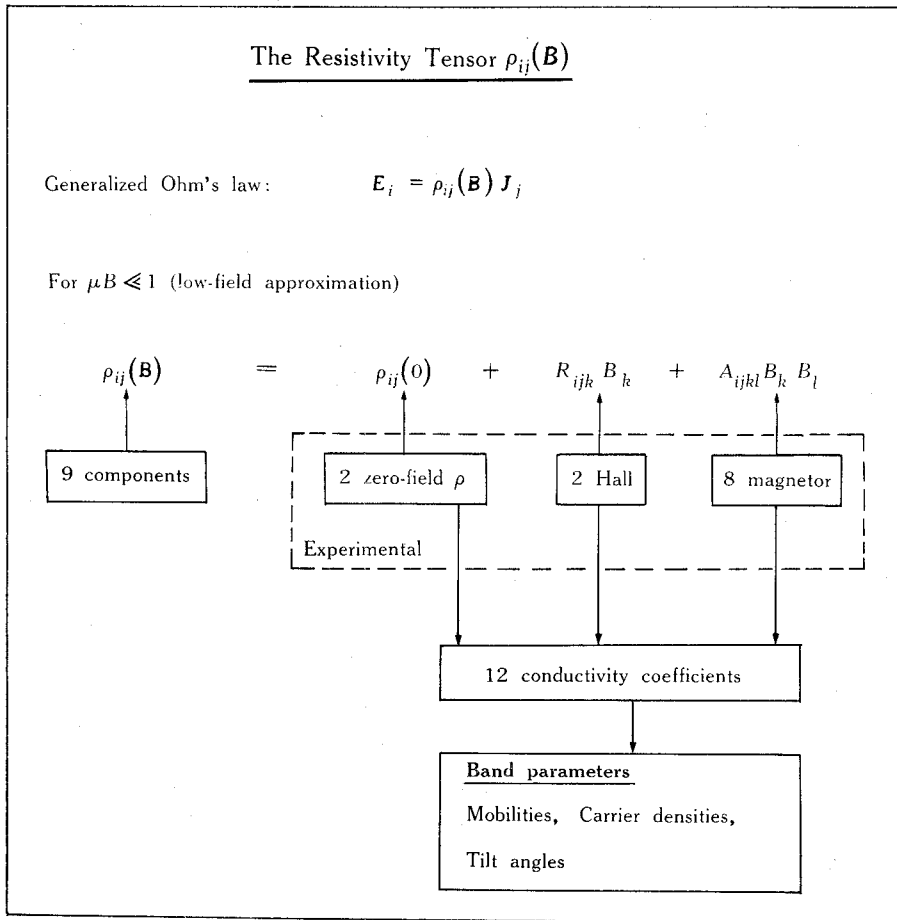 The Resistivity Tensor ρij(B)
Generalized Ohm's law: Ei = ρij(B) Jj
For μB ≪ 1 (low-field approximation)
ρij(B) = ρij(0) + Rijk Bk + Aijkl Bk Bl
9 components 2 zero-field ρ 2 Hall 8 magnetor
Experimental
12 conductivity coefficients
Band parameters
Mobilities, Carrier densities,
Tilt angles